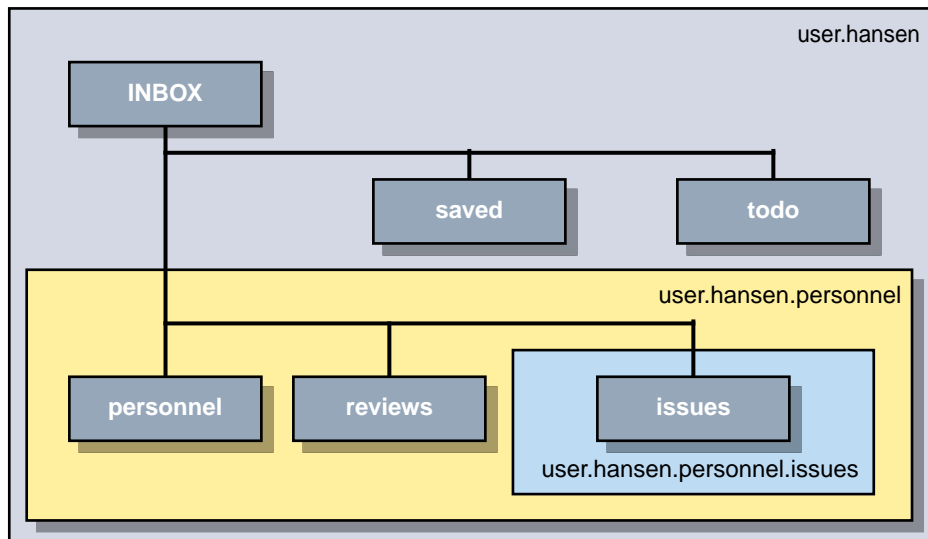 user.hansen
INBOX
saved
todo
user.hansen.personnel
personnel
reviews
issues
user.hansen.personnel.issues